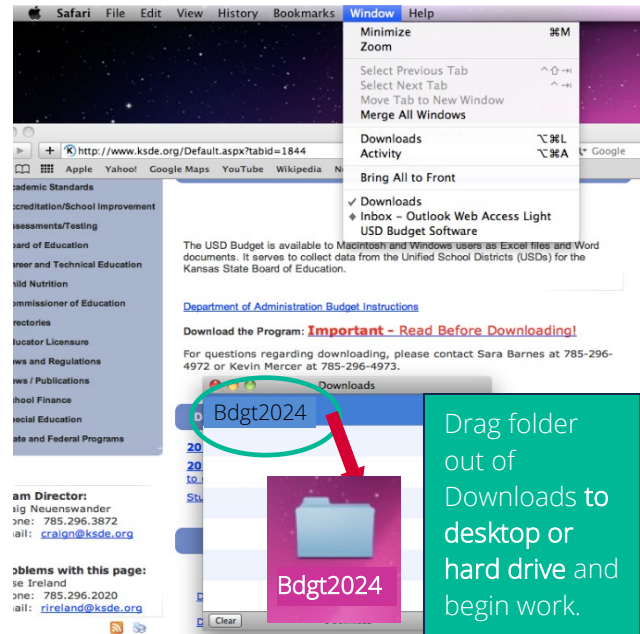 Safari File Edit View History Bookmarks Window Help
Minimize ⌘M
Zoom
Select Previous Tab ^⇧⇥
Select Next Tab ^⇥
Move Tab to New Window
Merge All Windows
Downloads ⌥⌘L
Activity ⌥⌘A
Bring All to Front
✓ Downloads
◆ Inbox – Outlook Web Access Light
USD Budget Software
+ http://www.ksde.org/Default.aspx?tabid=1844
Google
Apple Yahoo! Google Maps YouTube Wikipedia
cademic Standards
ccreditation/School Improvement
ssessments/Testing
oard of Education
reer and Technical Education
hild Nutrition
ommissioner of Education
irectories
ducator Licensure
ews and Regulations
ews / Publications
chool Finance
pecial Education
ate and Federal Programs
The USD Budget is available to Macintosh and Windows users as Excel files and Word
documents. It serves to collect data from the Unified School Districts (USDs) for the
Kansas State Board of Education.
Department of Administration Budget Instructions
Download the Program: Important - Read Before Downloading!
For questions regarding downloading, please contact Sara Barnes at 785-296-
4972 or Kevin Mercer at 785-296-4973.
Downloads
Bdgt2024
D
20
20
to
Stu
Bdgt2024
Clear
Drag folder
out of
Downloads to
desktop or
hard drive and
begin work.
am Director:
aig Neuenswander
one: 785.296.3872
ail: craign@ksde.org
oblems with this page:
se Ireland
one: 785.296.2020
ail: rireland@ksde.org